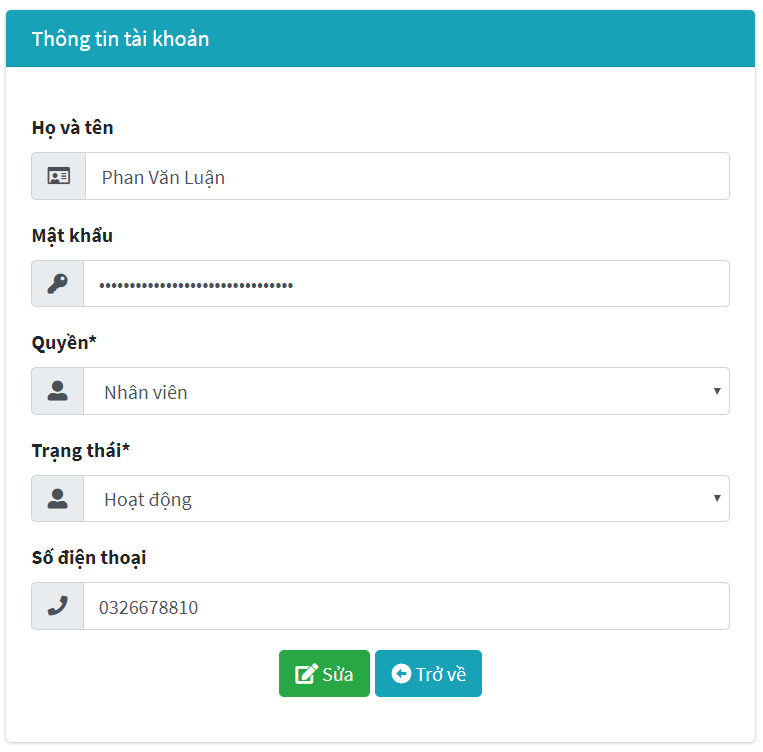 Thông tin tài khoản
Họ và tên
Phan Văn Luận
Mật khẩu
••••••••••••••••••••••••••••••••
Quyền*
Nhân viên
Trạng thái*
Hoạt động
Số điện thoại
0326678810
Sửa Trở về